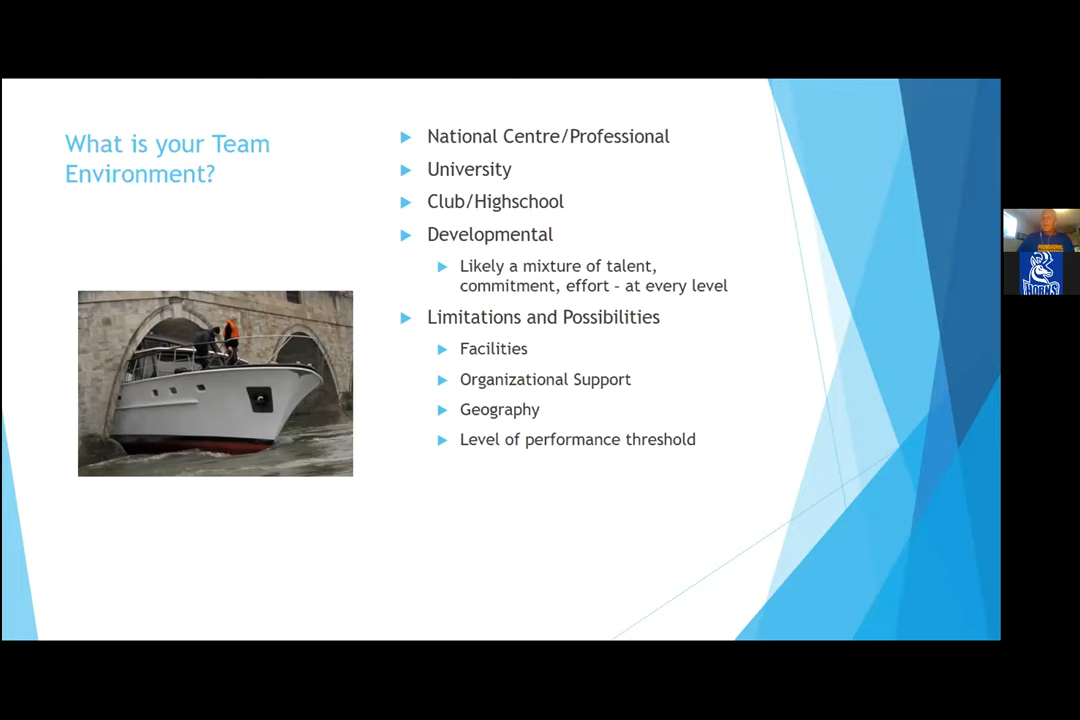 What is your Team
Environment?
National Centre/Professional
University
Club/Highschool
Developmental
Likely a mixture of talent,
commitment, effort – at every level
Limitations and Possibilities
Facilities
Organizational Support
Geography
Level of performance threshold
HORNS